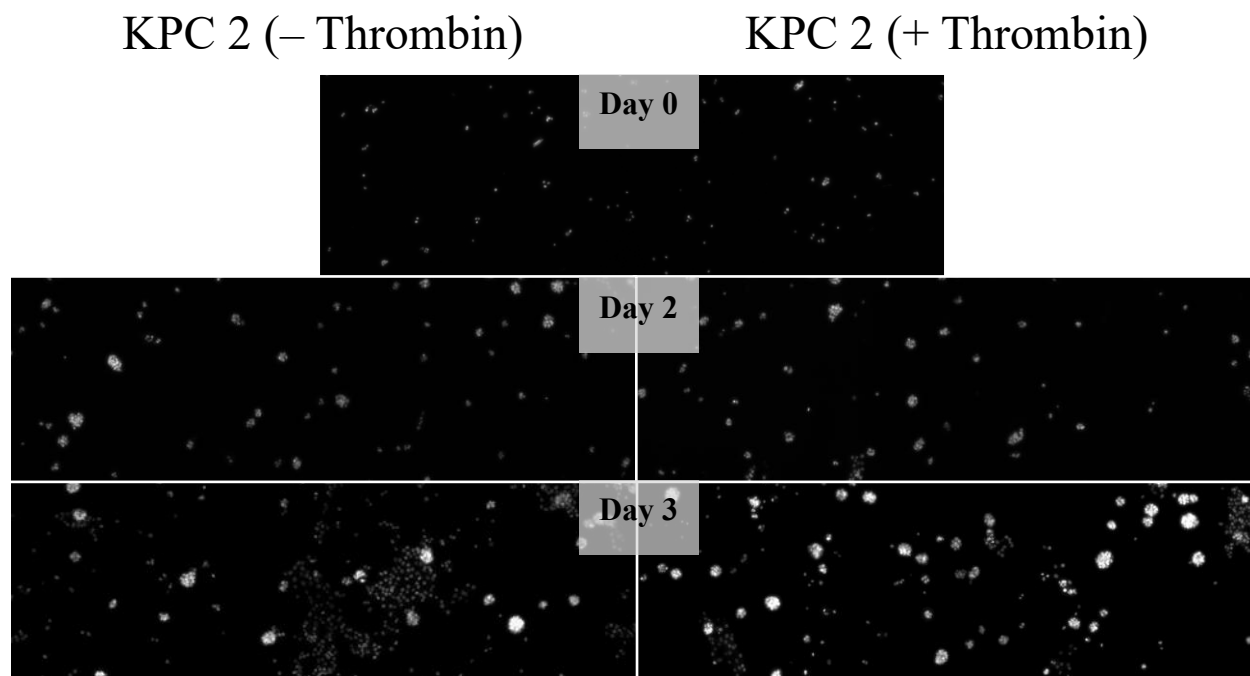 KPC 2 (– Thrombin)
KPC 2 (+ Thrombin)
Day 0
Day 2
Day 3